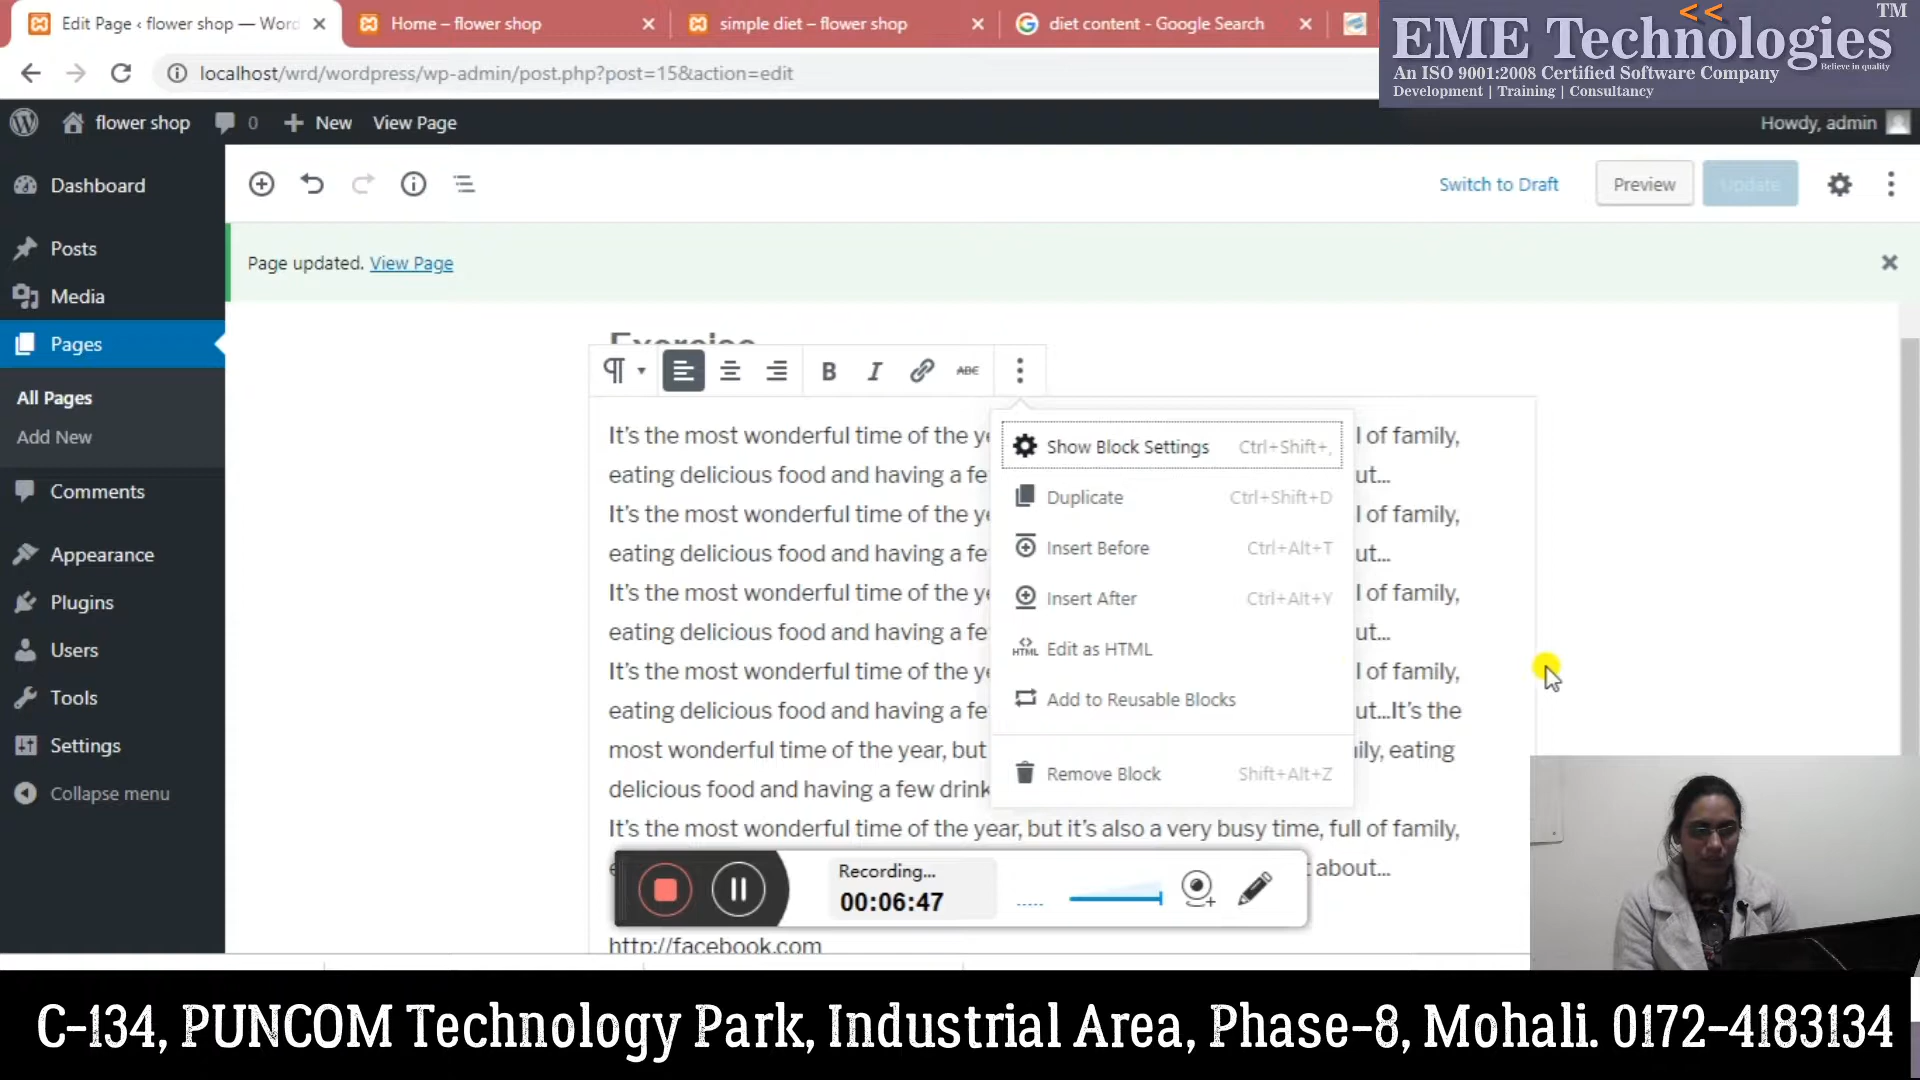 Edit Page ‹ flower shop — Word
Home – flower shop
simple diet – flower shop
diet content - Google Search
<<
TM
EME Technologies
Believe in quality
An ISO 9001:2008 Certified Software Company
Development | Training | Consultancy
localhost/wrd/wordpress/wp-admin/post.php?post=15&action=edit
flower shop
0
New
View Page
Howdy, admin
Dashboard
Posts
Media
Pages
All Pages
Add New
Comments
Appearance
Plugins
Users
Tools
Settings
Collapse menu
Switch to Draft
Preview
Update
Page updated. View Page
Exercise
B I ABC
It's the most wonderful time of the ye
l of family,
eating delicious food and having a fe
ut...
It's the most wonderful time of the ye
l of family,
eating delicious food and having a fe
ut...
It's the most wonderful time of the ye
l of family,
eating delicious food and having a fe
ut...
It's the most wonderful time of the ye
l of family,
eating delicious food and having a fe
ut...It's the
most wonderful time of the year, but
ily, eating
delicious food and having a few drink
It's the most wonderful time of the year, but it's also a very busy time, full of family,
t about...
http://facebook.com
Show Block Settings Ctrl+Shift+,
Duplicate Ctrl+Shift+D
Insert Before Ctrl+Alt+T
Insert After Ctrl+Alt+Y
HTML Edit as HTML
Add to Reusable Blocks
Remove Block Shift+Alt+Z
Recording...
00:06:47
C-134, PUNCOM Technology Park, Industrial Area, Phase-8, Mohali. 0172-4183134